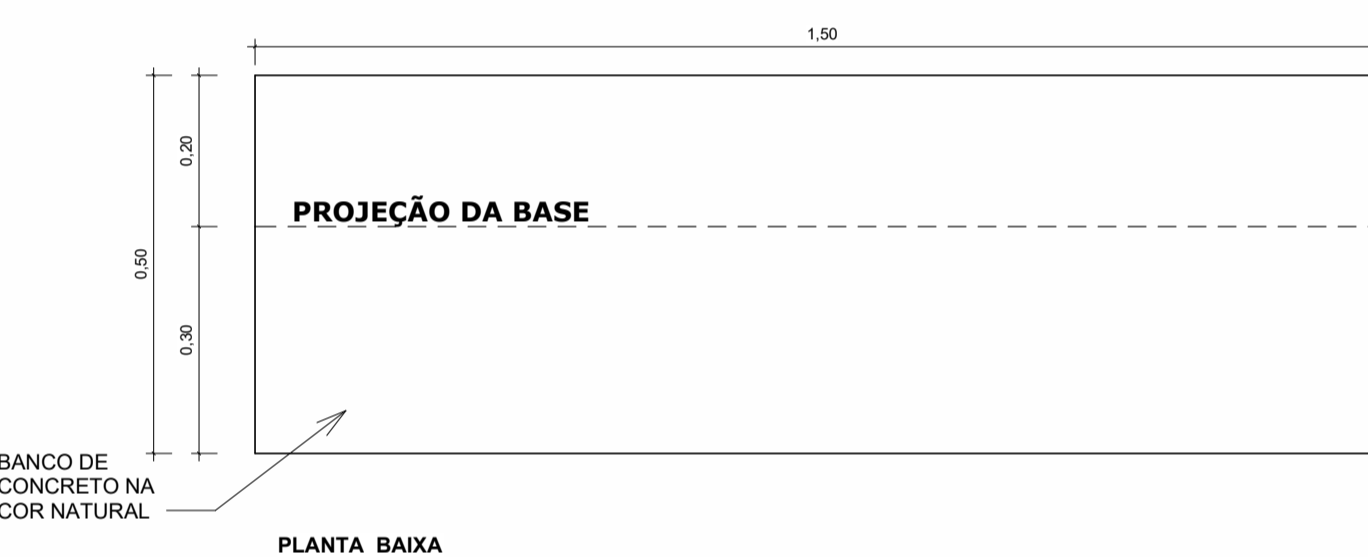 1,50
0,20
PROJEÇÃO DA BASE
0,50
0,30
BANCO DE
CONCRETO NA
COR NATURAL
PLANTA BAIXA